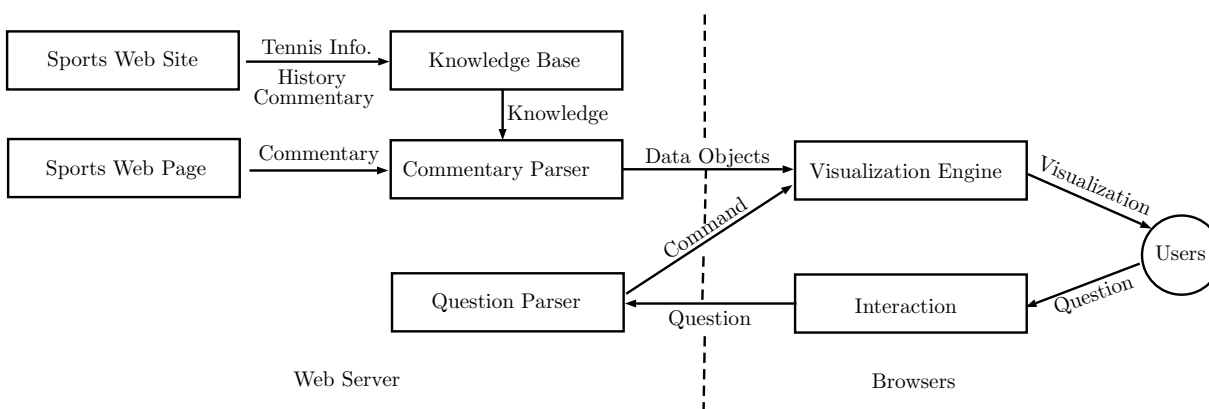 Sports Web Site
Tennis Info.
History
Commentary
Knowledge Base
Knowledge
Sports Web Page
Commentary
Commentary Parser
Data Objects
Visualization Engine
Visualization
Users
Command
Question Parser
Question
Interaction
Question
Web Server
Browsers